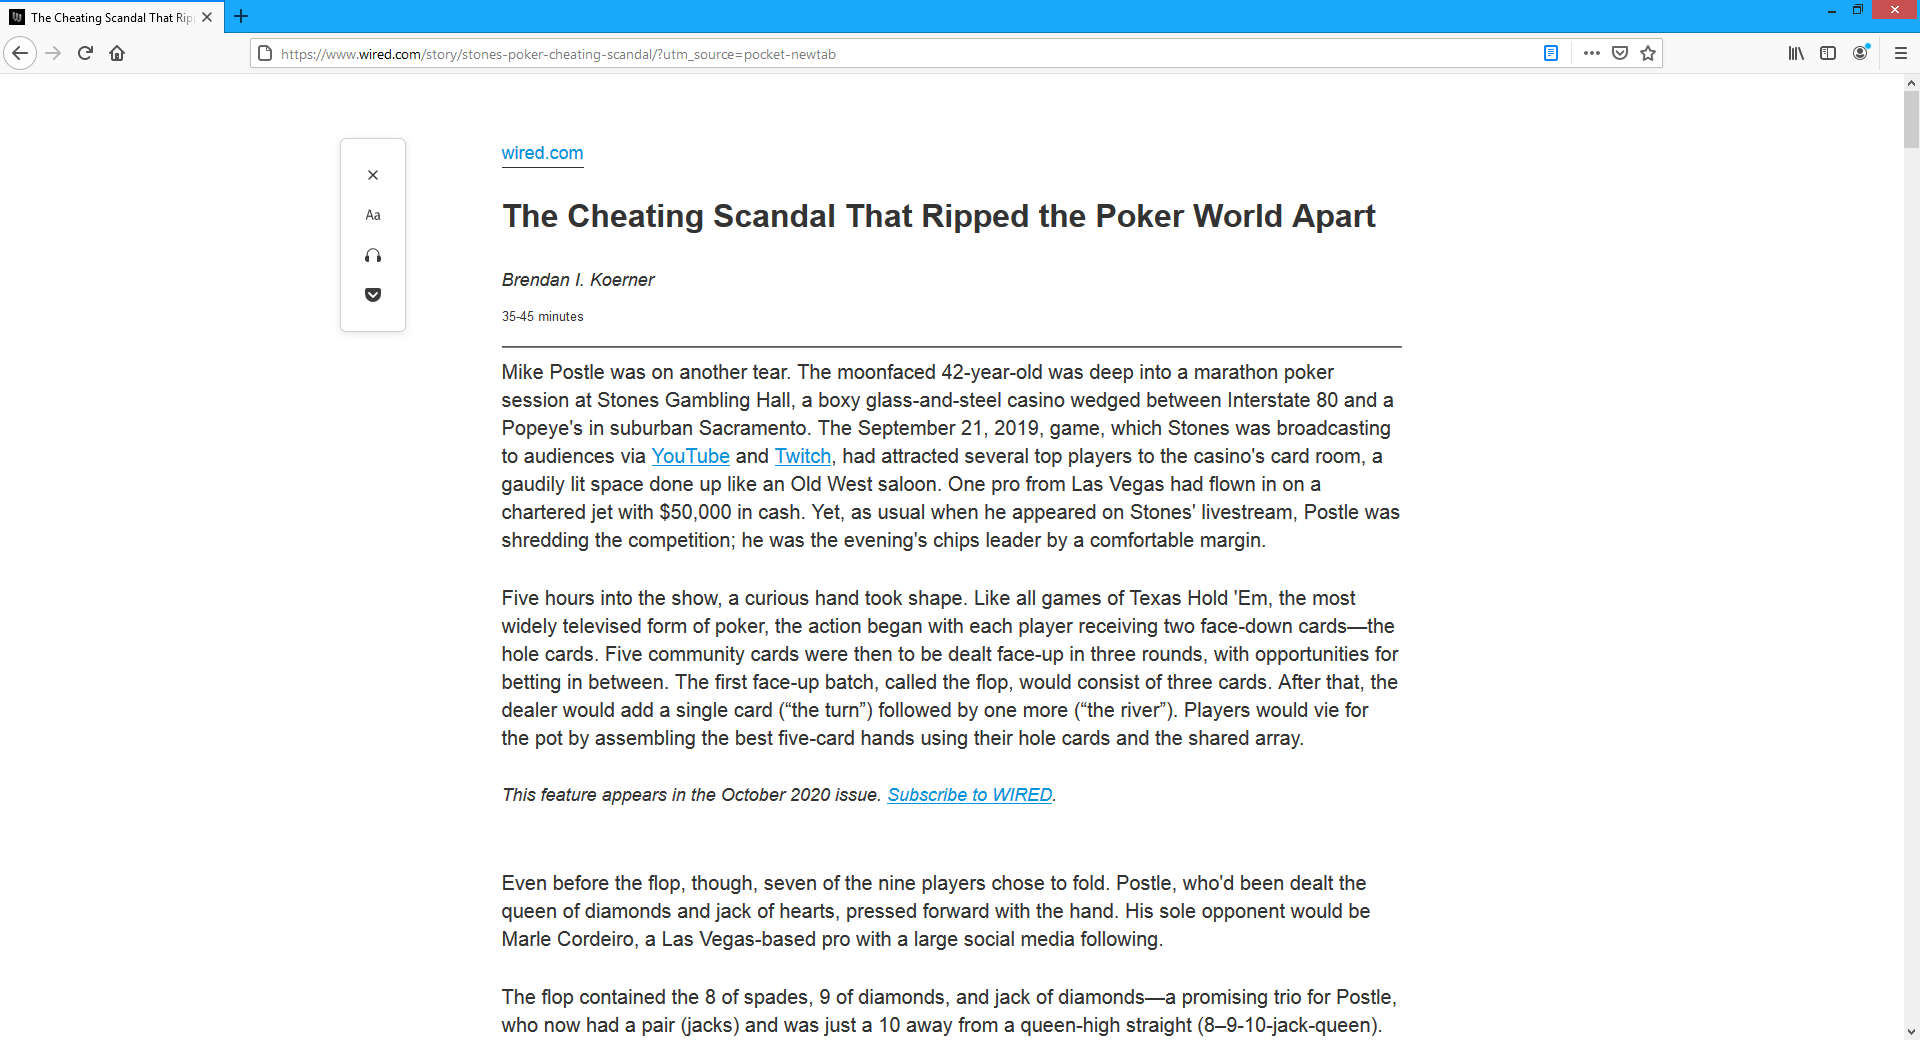 The Cheating Scandal That Rip
https://www.wired.com/story/stones-poker-cheating-scandal/?utm_source=pocket-newtab
Aa
wired.com
The Cheating Scandal That Ripped the Poker World Apart
Brendan I. Koerner
35-45 minutes
Mike Postle was on another tear. The moonfaced 42-year-old was deep into a marathon poker
session at Stones Gambling Hall, a boxy glass-and-steel casino wedged between Interstate 80 and a
Popeye's in suburban Sacramento. The September 21, 2019, game, which Stones was broadcasting
to audiences via YouTube and Twitch, had attracted several top players to the casino's card room, a
gaudily lit space done up like an Old West saloon. One pro from Las Vegas had flown in on a
chartered jet with $50,000 in cash. Yet, as usual when he appeared on Stones' livestream, Postle was
shredding the competition; he was the evening's chips leader by a comfortable margin.
Five hours into the show, a curious hand took shape. Like all games of Texas Hold 'Em, the most
widely televised form of poker, the action began with each player receiving two face-down cards—the
hole cards. Five community cards were then to be dealt face-up in three rounds, with opportunities for
betting in between. The first face-up batch, called the flop, would consist of three cards. After that, the
dealer would add a single card (“the turn”) followed by one more (“the river”). Players would vie for
the pot by assembling the best five-card hands using their hole cards and the shared array.
This feature appears in the October 2020 issue. Subscribe to WIRED.
Even before the flop, though, seven of the nine players chose to fold. Postle, who'd been dealt the
queen of diamonds and jack of hearts, pressed forward with the hand. His sole opponent would be
Marle Cordeiro, a Las Vegas-based pro with a large social media following.
The flop contained the 8 of spades, 9 of diamonds, and jack of diamonds—a promising trio for Postle,
who now had a pair (jacks) and was just a 10 away from a queen-high straight (8–9-10-jack-queen).